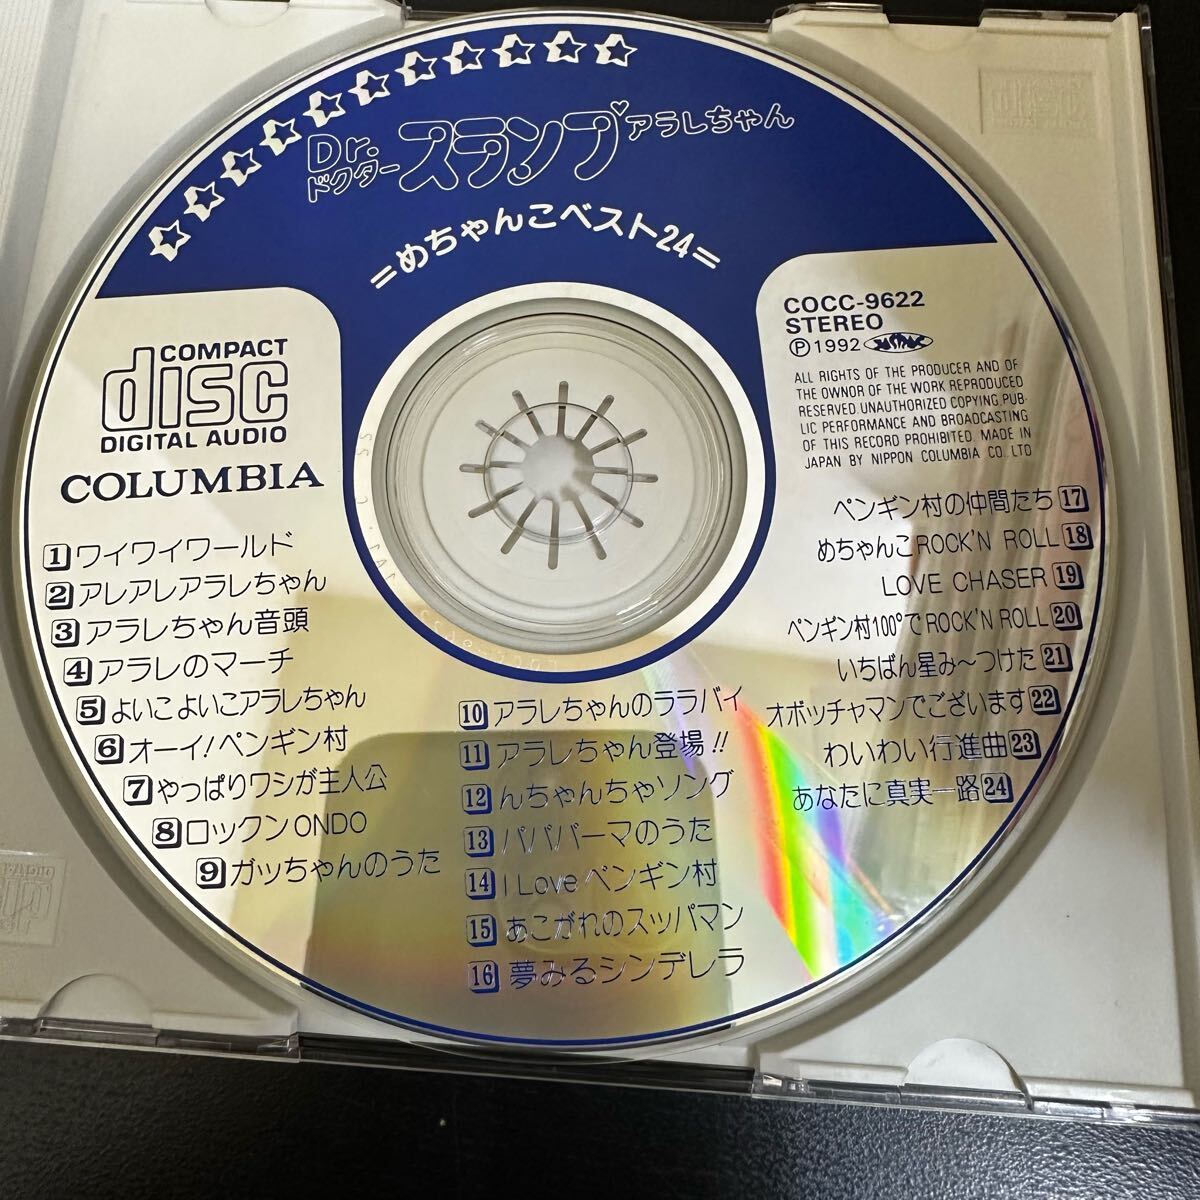 Dr.
ドクター スランプ アラレちゃん
=めちゃんこベスト24=
COMPACT
disc
DIGITAL AUDIO
COLUMBIA
COCC-9622
STEREO
Ⓟ1992
ALL RIGHTS OF THE PRODUCER AND OF
THE OWNOR OF THE WORK REPRODUCED
RESERVED UNAUTHORIZED COPYING, PUB-
LIC PERFORMANCE AND BROADCASTING
OF THIS RECORD PROHIBITED. MADE IN
JAPAN BY NIPPON COLUMBIA CO., LTD
1 ワイワイワールド
2 アレアレアラレちゃん
3 アラレちゃん音頭
4 アラレのマーチ
5 よいこよいこアラレちゃん
6 オーイ!ペンギン村
7 やっぱりワシが主人公
8 ロックンONDO
9 ガッちゃんのうた
10 アラレちゃんのララバイ
11 アラレちゃん登場!!
12 んちゃんちゃソング
13 パパパーマのうた
14 I Loveペンギン村
15 あこがれのスッパマン
16 夢みるシンデレラ
ペンギン村の仲間たち 17
めちゃんこROCK'N ROLL 18
LOVE CHASER 19
ペンギン村100°でROCK'N ROLL 20
いちばん星み〜つけた 21
オボッチャマンでございます 22
わいわい行進曲 23
あなたに真実一路 24